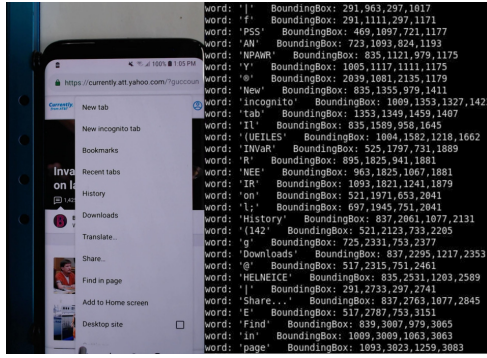 100% 1:05 PM
https://currently.att.yahoo.com/?guccoun
Currently
New tab
New incognito tab
Bookmarks
Recent tabs
History
Downloads
Translate...
Share...
Find in page
Add to Home screen
Desktop site
Inva
on la
word: '|' BoundingBox: 291,963,297,1017
word: 'f' BoundingBox: 291,1111,297,1171
word: 'PSS' BoundingBox: 469,1097,721,1177
word: 'AN' BoundingBox: 723,1093,824,1193
word: 'NPAWR' BoundingBox: 835,1121,979,1175
word: 'Y' BoundingBox: 1005,1117,1111,1175
word: '®' BoundingBox: 2039,1081,2135,1179
word: 'New' BoundingBox: 835,1355,979,1411
word: 'incognito' BoundingBox: 1009,1353,1327,142
word: 'tab' BoundingBox: 1353,1349,1459,1407
word: 'Il' BoundingBox: 835,1589,958,1645
word: '(UEILES' BoundingBox: 1004,1582,1218,1662
word: 'INVaR' BoundingBox: 525,1797,731,1889
word: 'R' BoundingBox: 895,1825,941,1881
word: 'NEE' BoundingBox: 963,1825,1067,1881
word: 'IR' BoundingBox: 1093,1821,1241,1879
word: 'on' BoundingBox: 521,1971,653,2041
word: 'l;' BoundingBox: 697,1945,751,2041
word: 'History' BoundingBox: 837,2061,1077,2131
word: '(142' BoundingBox: 521,2123,733,2205
word: 'g' BoundingBox: 725,2331,753,2377
word: 'Downloads' BoundingBox: 837,2295,1217,2353
word: '@' BoundingBox: 517,2315,751,2461
word: 'HELNEICE' BoundingBox: 835,2531,1203,2589
word: '|' BoundingBox: 291,2733,297,2741
word: 'Share...' BoundingBox: 837,2763,1077,2845
word: 'E' BoundingBox: 517,2787,753,3151
word: 'Find' BoundingBox: 839,3007,979,3065
word: 'in' BoundingBox: 1009,3009,1063,3063
word: 'page' BoundingBox: 1093,3023,1259,3083